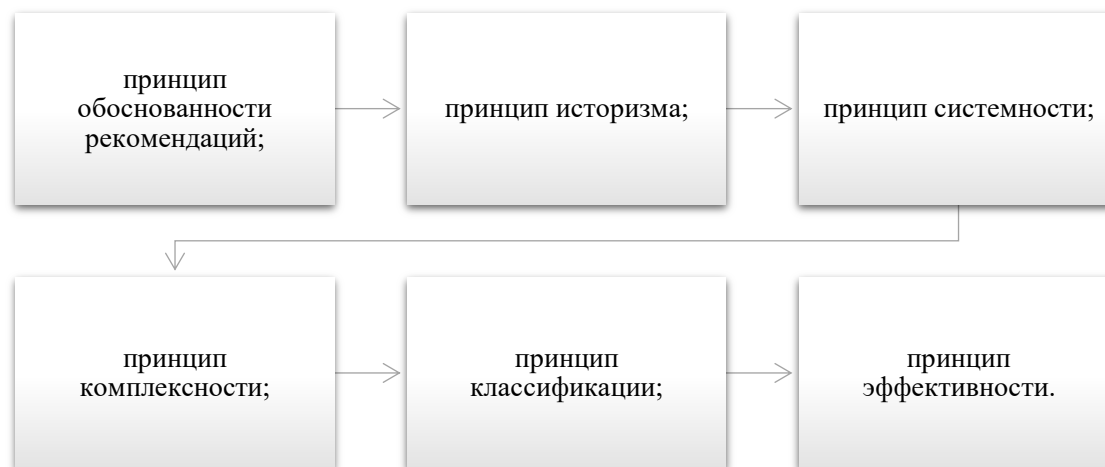 принцип
обоснованности
рекомендаций;
принцип историзма;
принцип системности;
принцип
комплексности;
принцип
классификации;
принцип
эффективности.